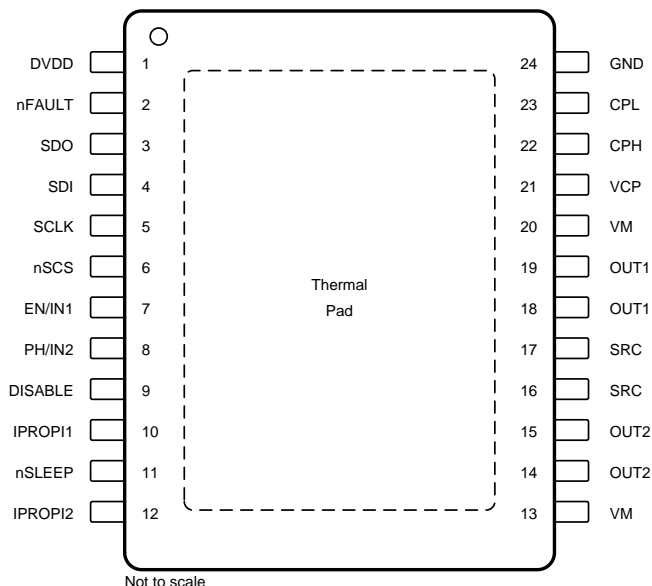 DVDD 1 24 GND
nFAULT 2 23 CPL
SDO 3 22 CPH
SDI 4 21 VCP
SCLK 5 20 VM
nSCS 6 19 OUT1
Thermal
Pad
EN/IN1 7 18 OUT1
PH/IN2 8 17 SRC
DISABLE 9 16 SRC
IPROPI1 10 15 OUT2
nSLEEP 11 14 OUT2
IPROPI2 12 13 VM
Not to scale